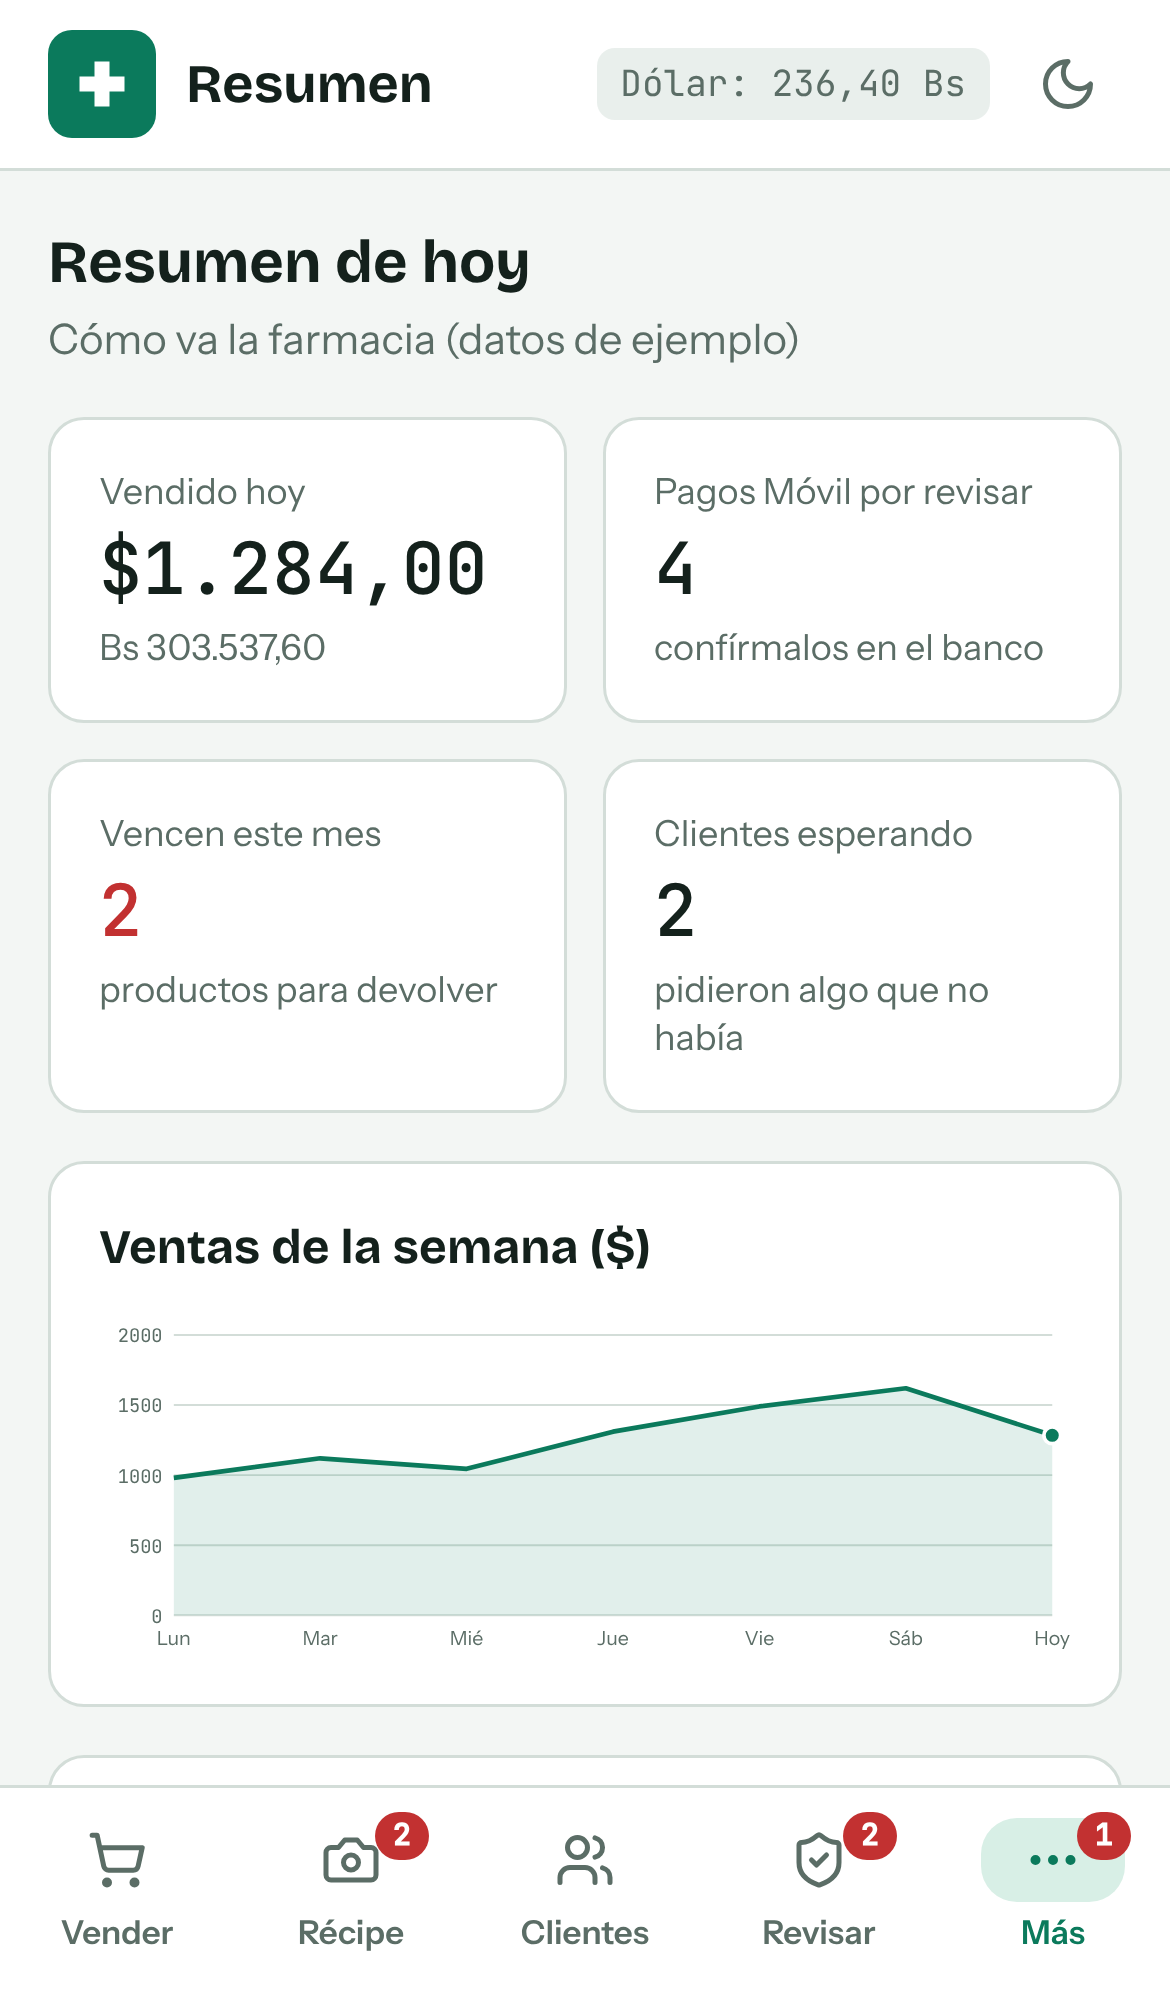 Resumen
Dólar: 236,40 Bs
Resumen de hoy
Cómo va la farmacia (datos de ejemplo)
Vendido hoy
$1.284,00
Bs 303.537,60
Pagos Móvil por revisar
4
confírmalos en el banco
Vencen este mes
2
productos para devolver
Clientes esperando
2
pidieron algo que no
había
Ventas de la semana ($)
2000
1500
1000
500
0
Lun Mar Mié Jue Vie Sáb Hoy
2
2
1
Vender Récipe Clientes Revisar Más